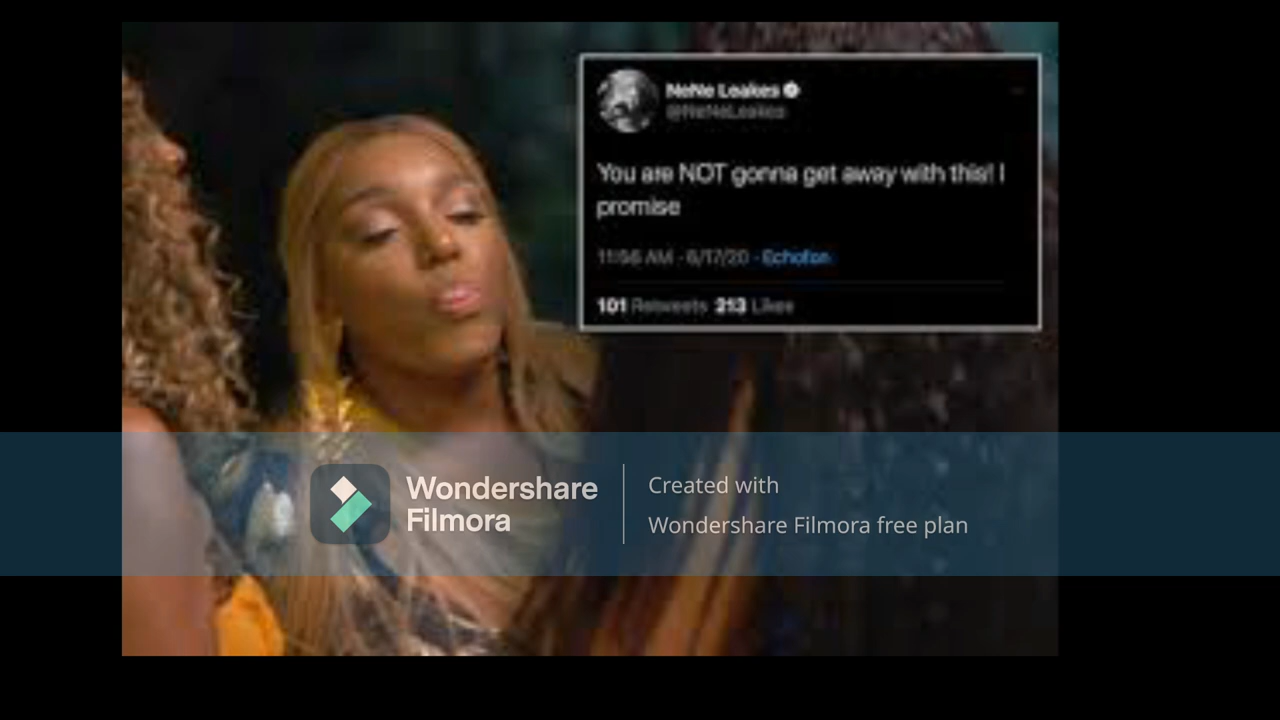 NeNe Leakes
@NeNeLeakes
You are NOT gonna get away with this! I
promise
11:56 AM · 6/17/20 · Echofon
101 Retweets 213 Likes
Wondershare
Filmora
Created with
Wondershare Filmora free plan